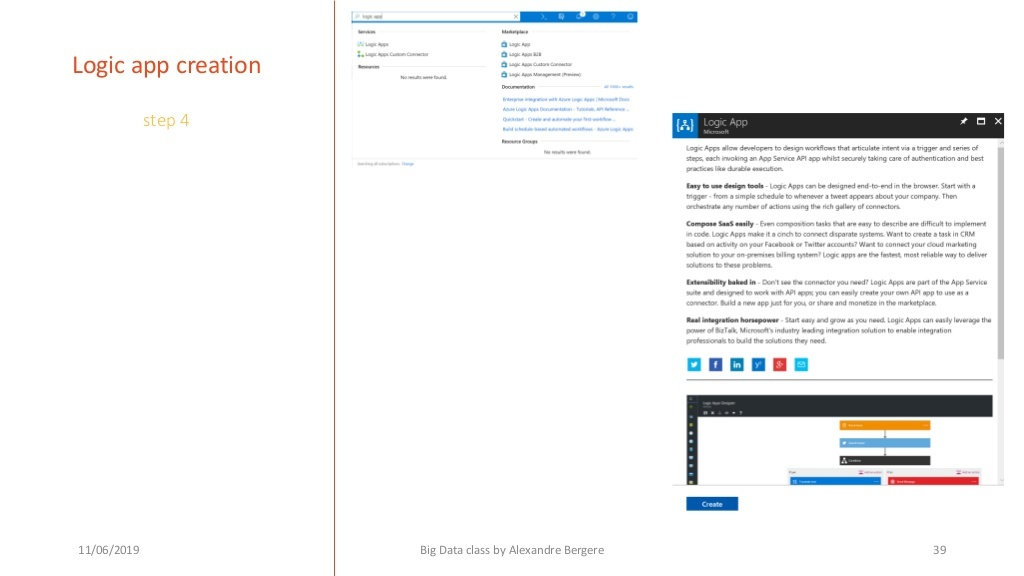 Logic app creation
step 4
logic app
Services
Logic Apps
Logic Apps Custom Connector
Resources
No results were found.
Marketplace
Logic App
Logic Apps B2B
Logic Apps Custom Connector
Logic Apps Management (Preview)
Documentation
Enterprise integration with Azure Logic Apps | Microsoft Docs
Azure Logic Apps Documentation - Tutorials, API Reference ...
Quickstart - Create and automate your first workflow ...
Build schedule-based automated workflows - Azure Logic Apps
Resource Groups
No results were found.
Searching all subscriptions. Change
Logic App
Microsoft
Logic Apps allow developers to design workflows that articulate intent via a trigger and series of
steps, each invoking an App Service API app whilst securely taking care of authentication and best
practices like durable execution.
Easy to use design tools - Logic Apps can be designed end-to-end in the browser. Start with a
trigger - from a simple schedule to whenever a tweet appears about your company. Then
orchestrate any number of actions using the rich gallery of connectors.
Compose SaaS easily - Even composition tasks that are easy to describe are difficult to implement
in code. Logic Apps make it a cinch to connect disparate systems. Want to create a task in CRM
based on activity on your Facebook or Twitter accounts? Want to connect your cloud marketing
solution to your on-premises billing system? Logic apps are the fastest, most reliable way to deliver
solutions to these problems.
Extensibility baked in - Don't see the connector you need? Logic Apps are part of the App Service
suite and designed to work with API apps; you can easily create your own API app to use as a
connector. Build a new app just for you, or share and monetize in the marketplace.
Real integration horsepower - Start easy and grow as you need. Logic Apps can easily leverage the
power of BizTalk, Microsoft's industry leading integration solution to enable integration
professionals to build the solutions they need.
Logic Apps Designer
Condition
Create
11/06/2019
Big Data class by Alexandre Bergere
39